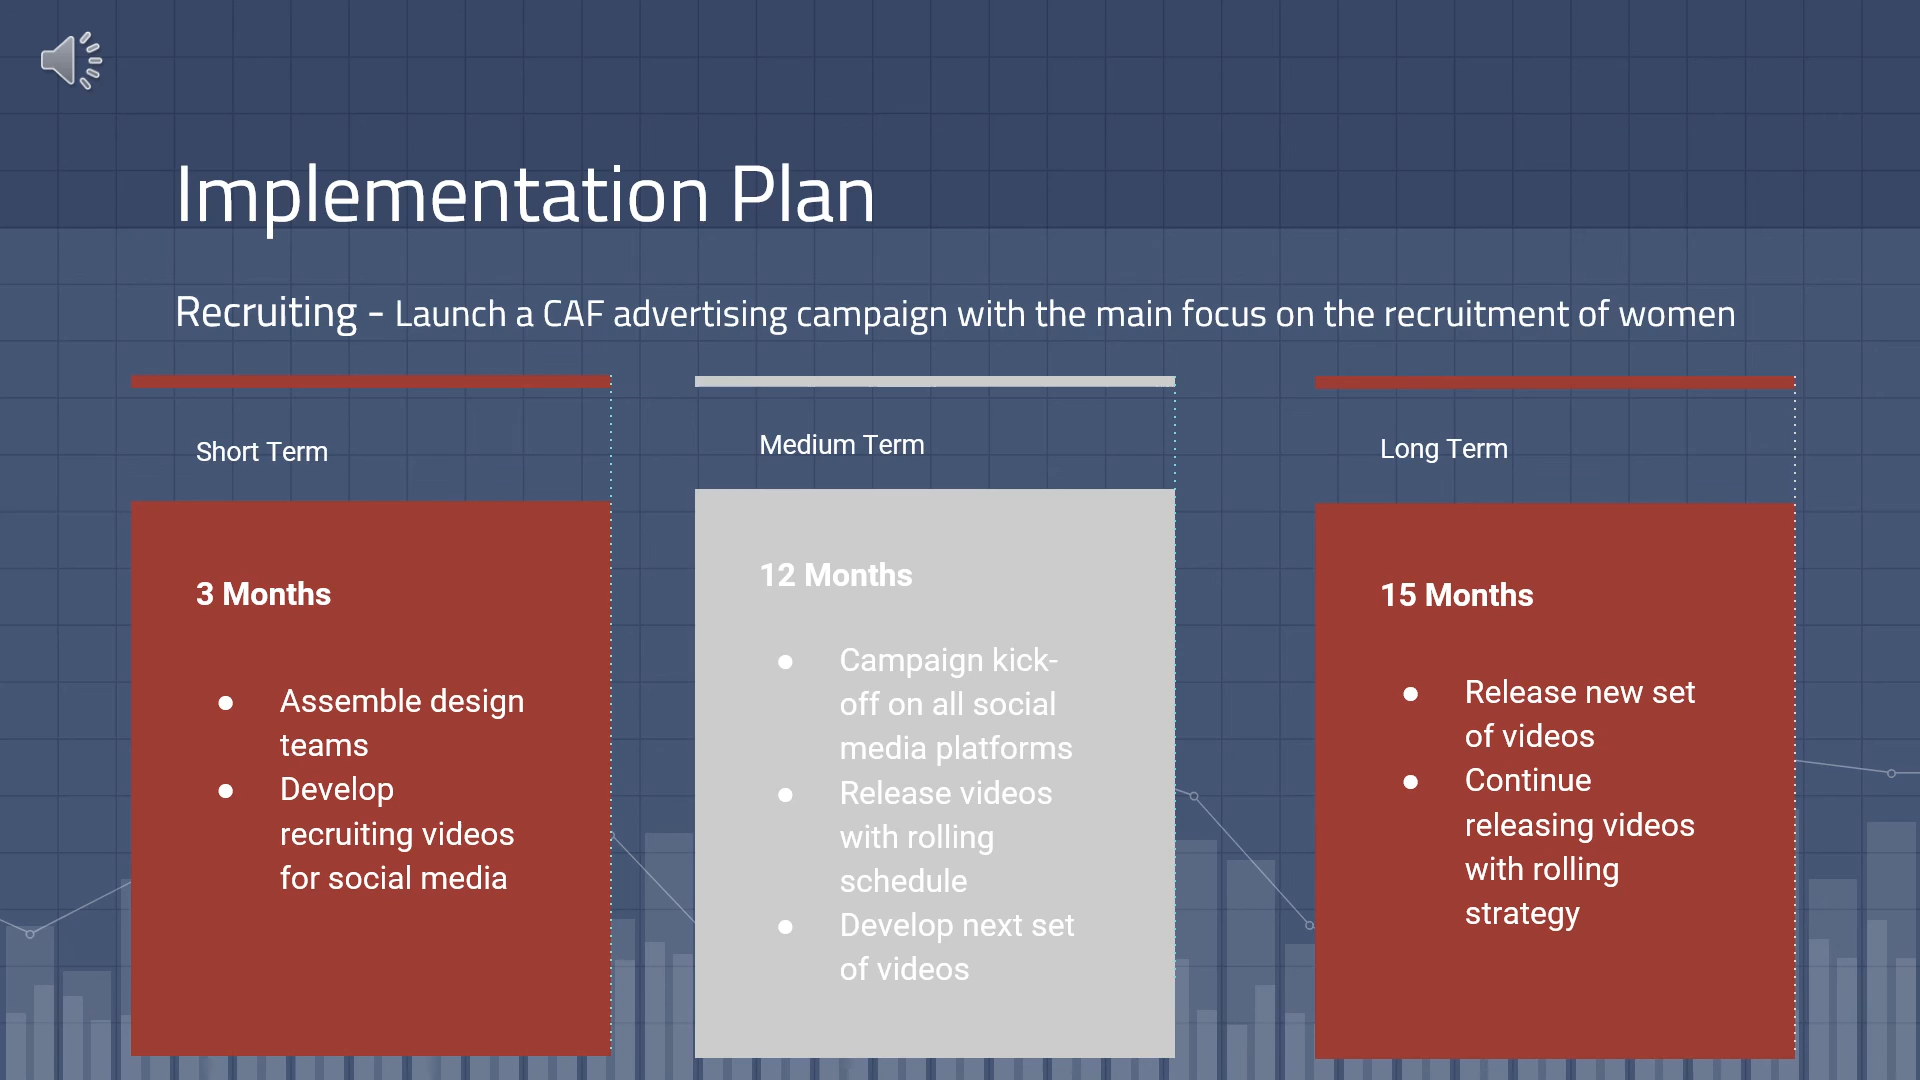 Implementation Plan
Recruiting - Launch a CAF advertising campaign with the main focus on the recruitment of women
Short Term
3 Months
● Assemble design
teams
● Develop
recruiting videos
for social media
Medium Term
12 Months
● Campaign kick-
off on all social
media platforms
● Release videos
with rolling
schedule
● Develop next set
of videos
Long Term
15 Months
● Release new set
of videos
● Continue
releasing videos
with rolling
strategy